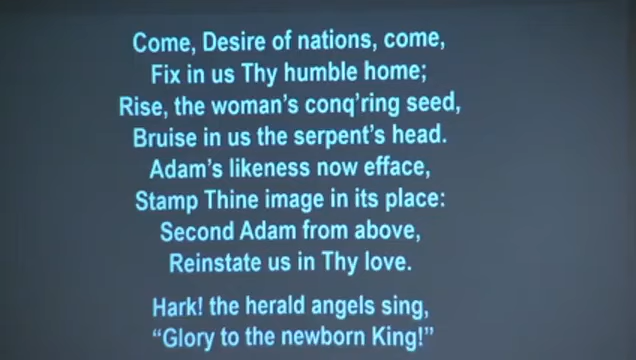 Come, Desire of nations, come,
Fix in us Thy humble home;
Rise, the woman's conq'ring seed,
Bruise in us the serpent's head.
Adam's likeness now efface,
Stamp Thine image in its place:
Second Adam from above,
Reinstate us in Thy love.
Hark! the herald angels sing,
“Glory to the newborn King!”